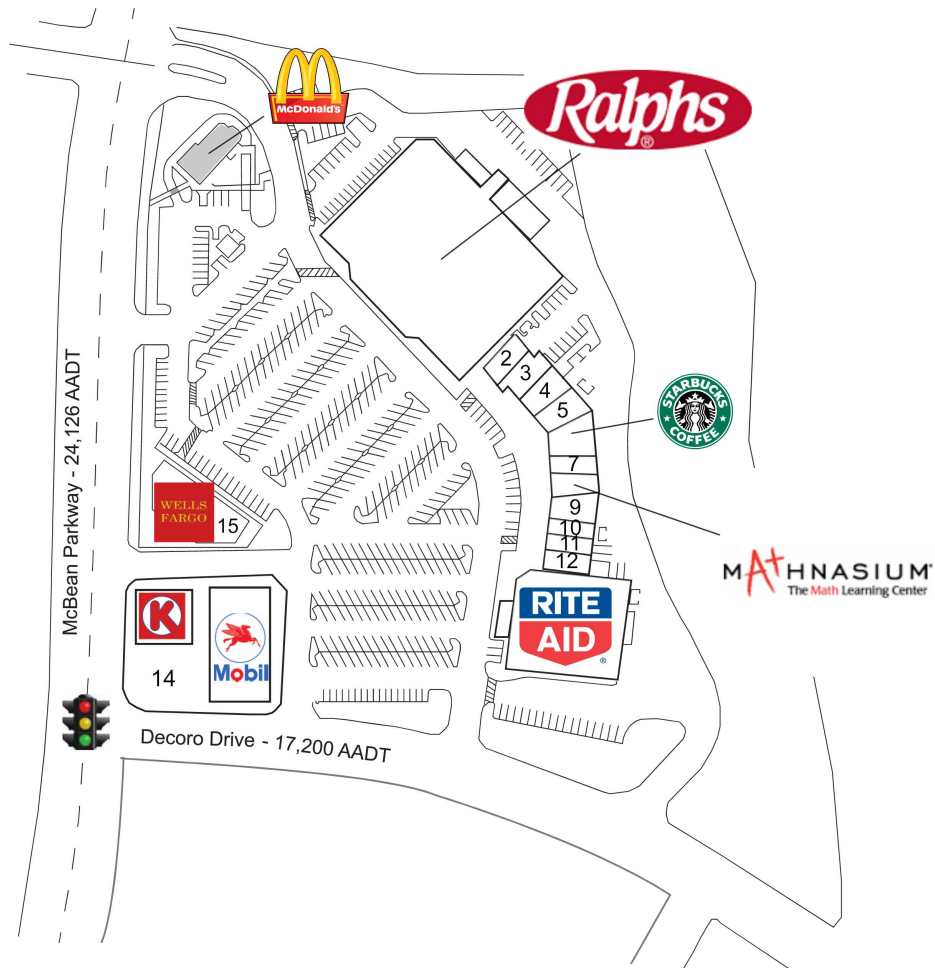 McDonald's
Ralphs
®
2
3
4
5
STARBUCKS
COFFEE
7
9
10
11
12
McBean Parkway - 24,126 AADT
WELLS
FARGO
15
MATHNASIUM®
The Math Learning Center
RITE
AID
®
K
Mobil
14
Decoro Drive - 17,200 AADT